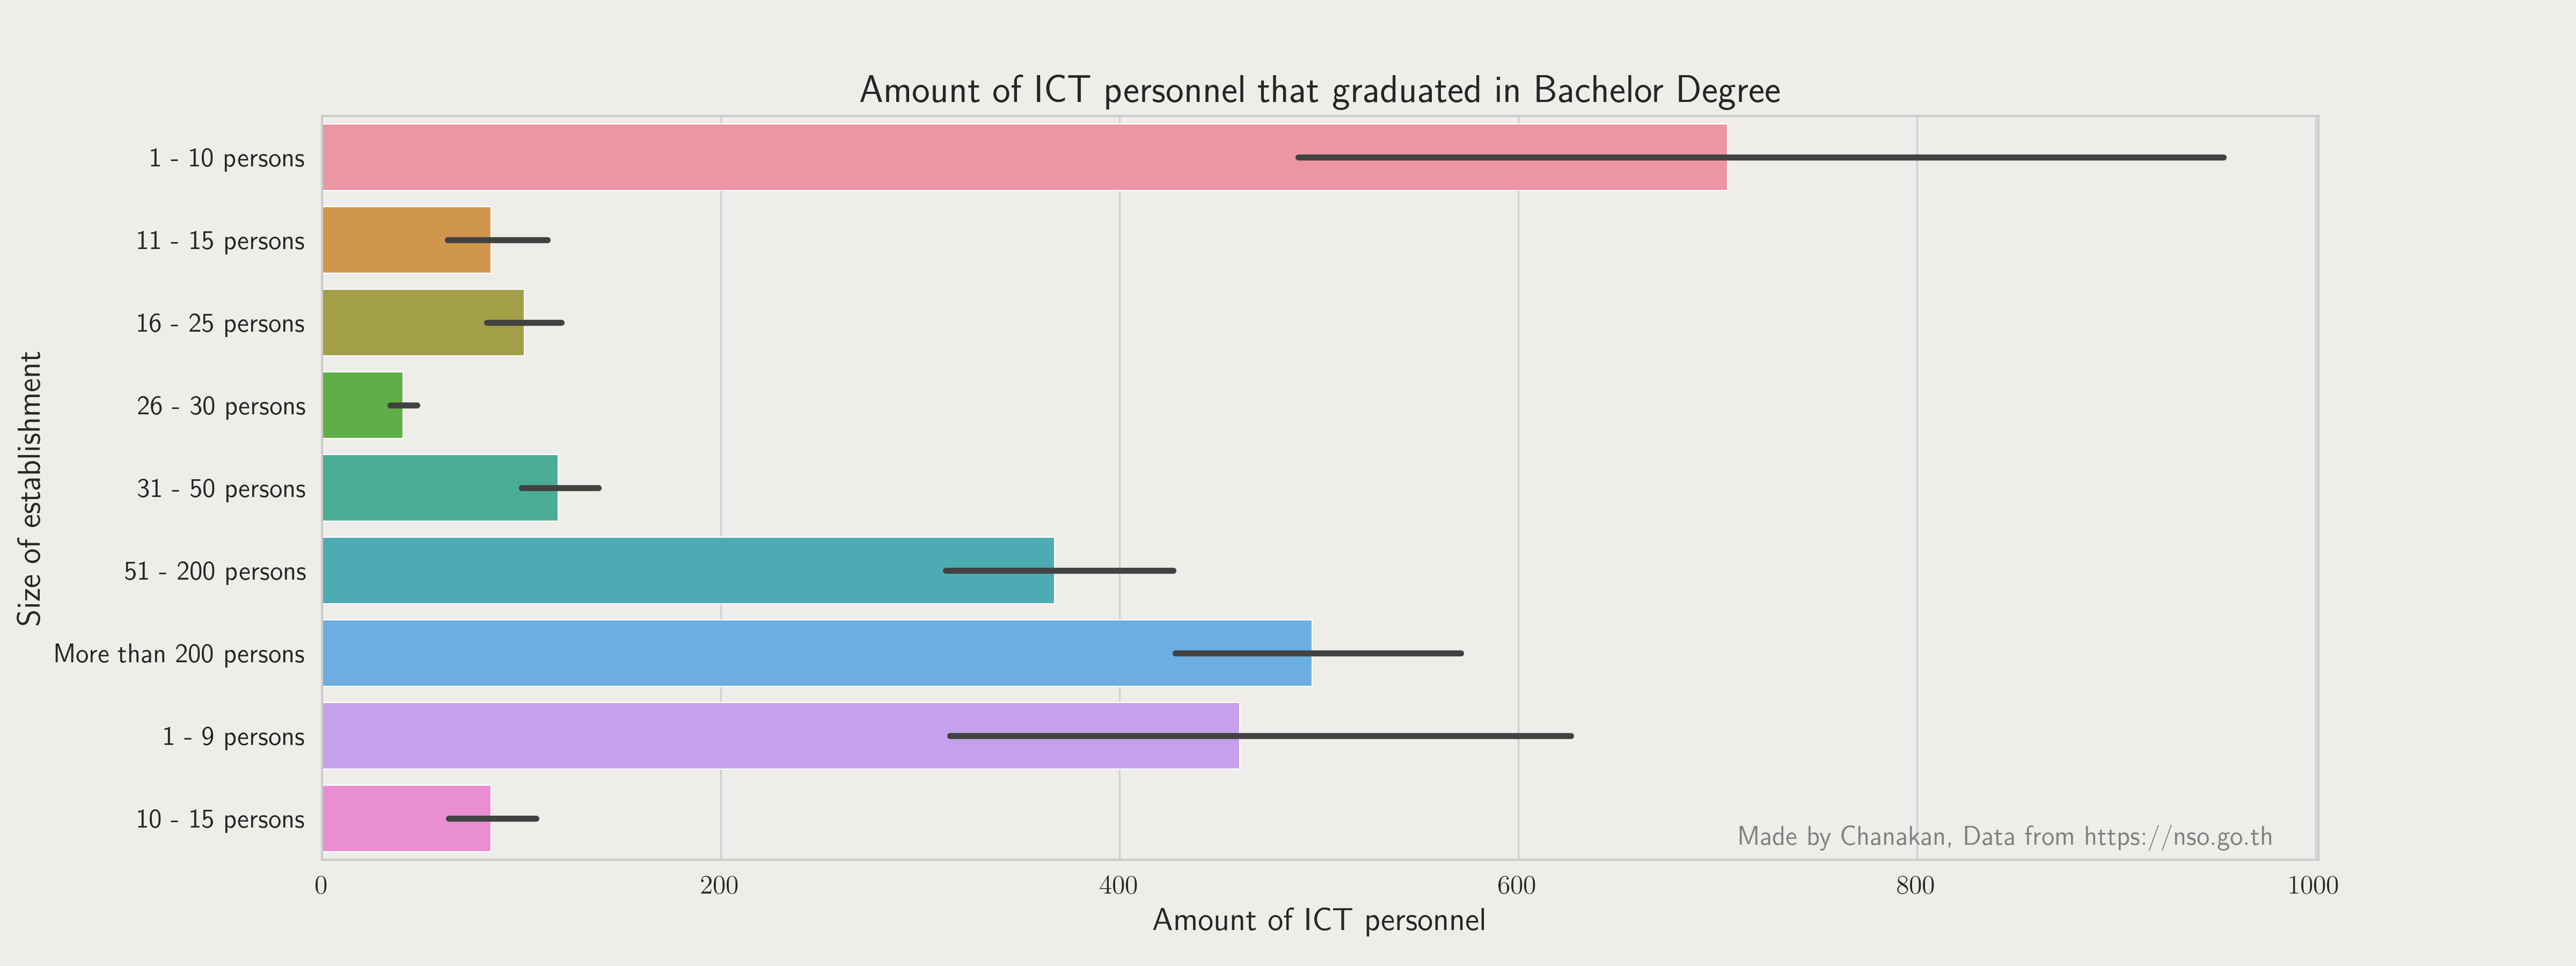 Amount of ICT personnel that graduated in Bachelor Degree
Size of establishment
1 - 10 persons
11 - 15 persons
16 - 25 persons
26 - 30 persons
31 - 50 persons
51 - 200 persons
More than 200 persons
1 - 9 persons
10 - 15 persons
Made by Chanakan, Data from https://nso.go.th
0 200 400 600 800 1000
Amount of ICT personnel